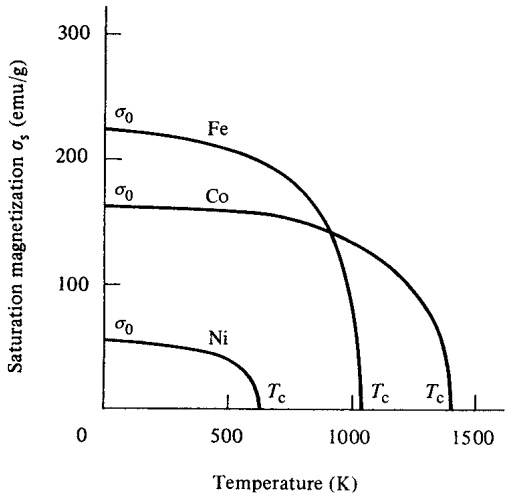 Saturation magnetization σs (emu/g)
300
200
100
0
σ0
Fe
σ0
Co
σ0
Ni
Tc
Tc
Tc
500
1000
1500
Temperature (K)